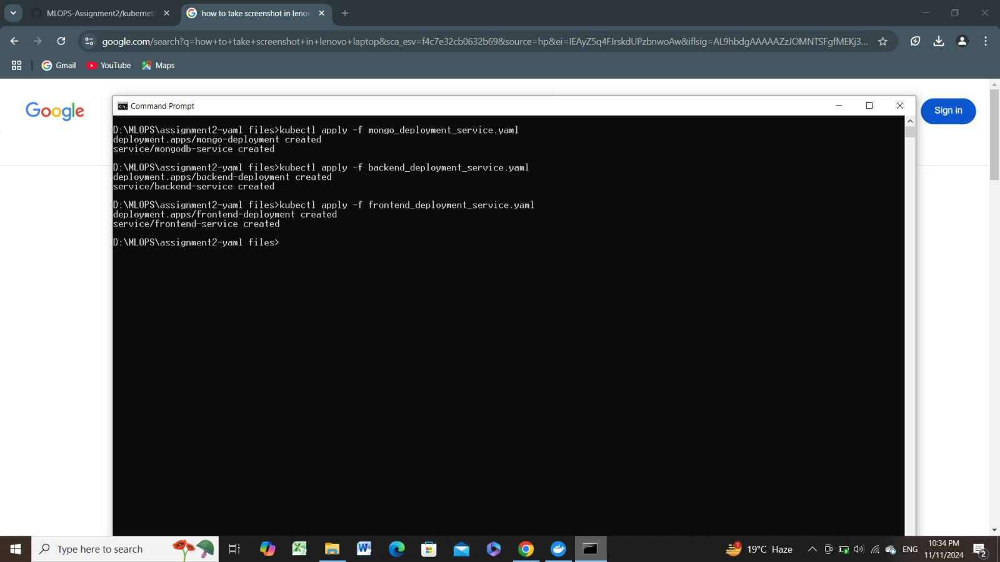 MLOPS-Assignment2/kubernet
how to take screenshot in leno
google.com/search?q=how+to+take+screenshot+in+lenovo+laptop&sca_esv=f4c7e32cb0632b69&source=hp&ei=IEAyZ5q4FJrskdUPzbnwoAw&iflsig=AL9hbdgAAAAAZzJOMNTSFgfMEKj3...
Gmail
YouTube
Maps
Google
Sign in
Command Prompt
D:\MLOPS\assignment2-yaml files>kubectl apply -f mongo_deployment_service.yaml
deployment.apps/mongo-deployment created
service/mongodb-service created
D:\MLOPS\assignment2-yaml files>kubectl apply -f backend_deployment_service.yaml
deployment.apps/backend-deployment created
service/backend-service created
D:\MLOPS\assignment2-yaml files>kubectl apply -f frontend_deployment_service.yaml
deployment.apps/frontend-deployment created
service/frontend-service created
D:\MLOPS\assignment2-yaml files>
Type here to search
1
19°C Haze
ENG
10:34 PM
11/11/2024
2